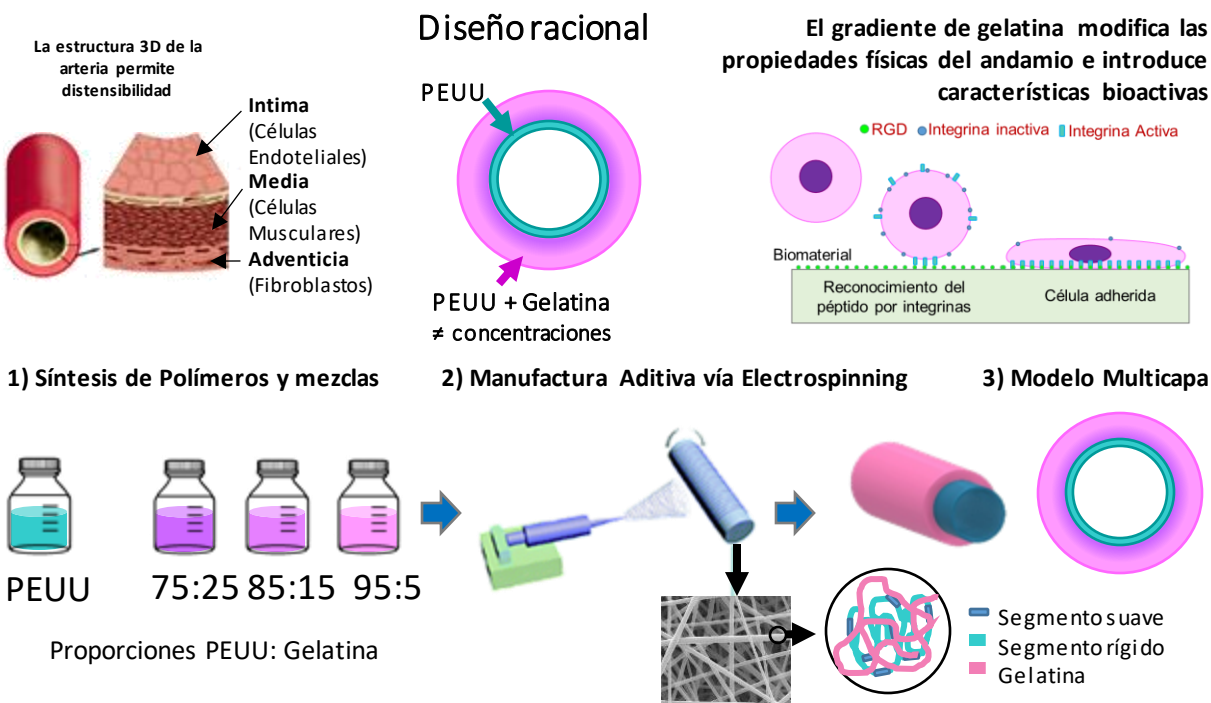 La estructura 3D de la
arteria permite
distensibilidad
Intima
(Células
Endoteliales)
Media
(Células
Musculares)
Adventicia
(Fibroblastos)
Diseño racional
PEUU
PEUU + Gelatina
≠ concentraciones
El gradiente de gelatina modifica las
propiedades físicas del andamio e introduce
características bioactivas
RGD Integrina inactiva Integrina Activa
Biomaterial
Reconocimiento del
péptido por integrinas
Célula adherida
1) Síntesis de Polímeros y mezclas
PEUU
75:25 85:15 95:5
Proporciones PEUU: Gelatina
2) Manufactura Aditiva vía Electrospinning
3) Modelo Multicapa
Segmento suave
Segmento rígido
Gelatina